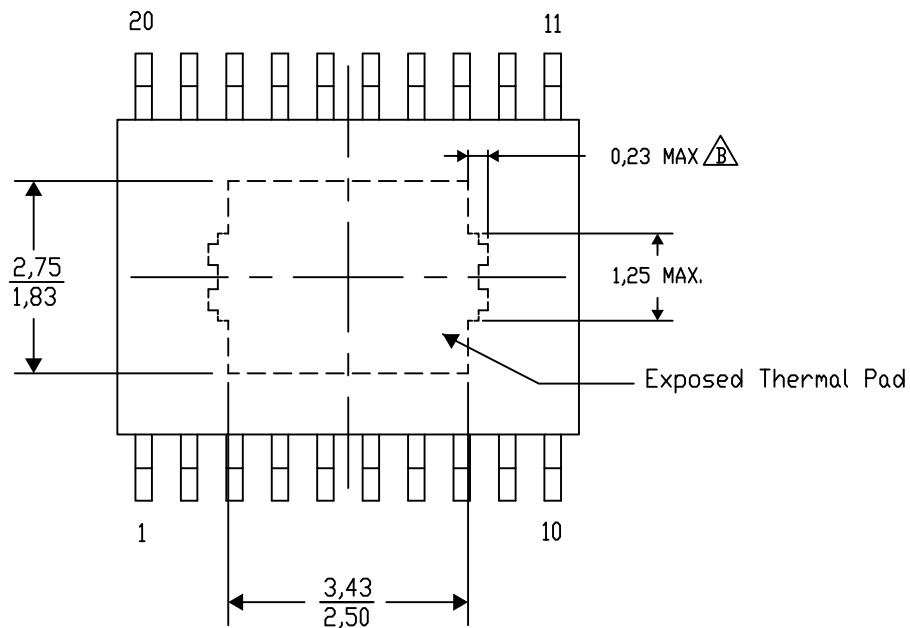 20
11
0,23 MAX B
2,75
1,83
1,25 MAX.
Exposed Thermal Pad
1
10
3,43
2,50